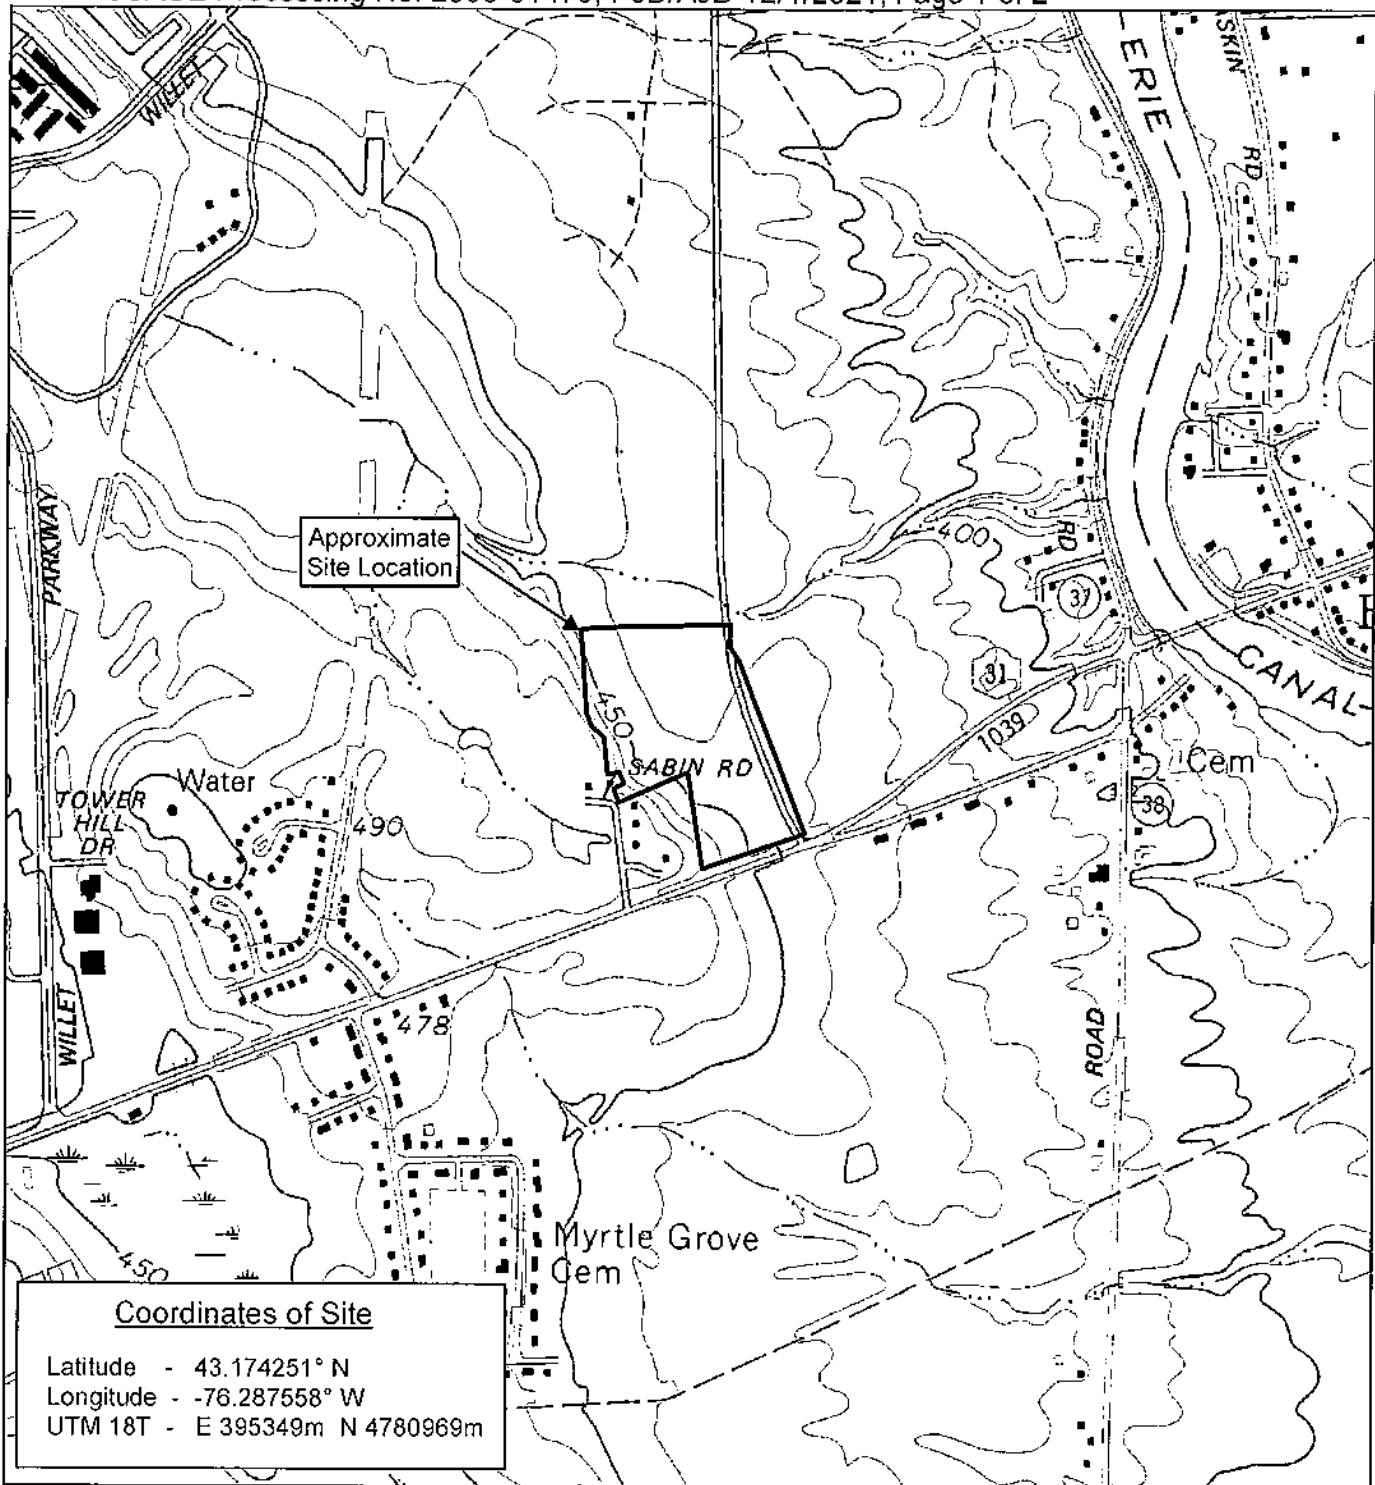 ERIE
SKIN
RD
WILLE
PARKWAY
Approximate
Site Location
400
RD
37
31
1039
CANAL
450
SABIN RD
Water
TOWER
HILL
DR
490
Cem
38
478
WILLET
ROAD
Myrtle Grove
Cem
450
Coordinates of Site
Latitude - 43.174251° N
Longitude - -76.287558° W
UTM 18T - E 395349m N 4780969m